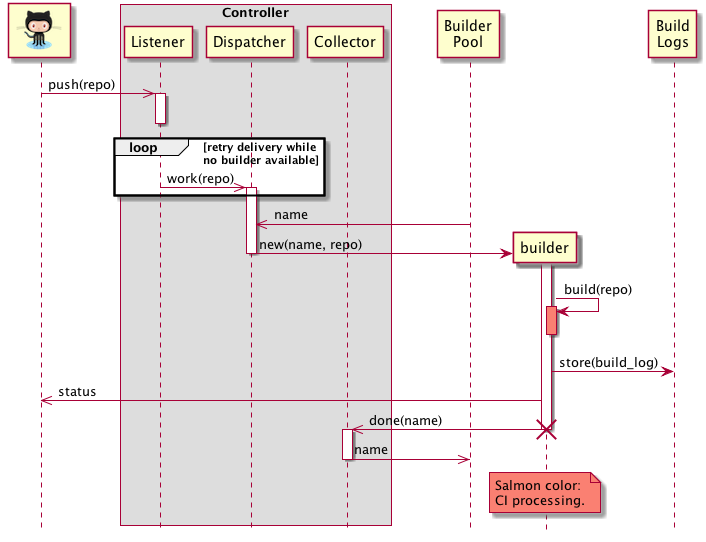 Controller
Listener
Dispatcher
Collector
Builder
Pool
Build
Logs
push(repo)
loop
[retry delivery while
no builder available]
work(repo)
name
new(name, repo)
builder
build(repo)
store(build_log)
status
done(name)
name
Salmon color:
CI processing.